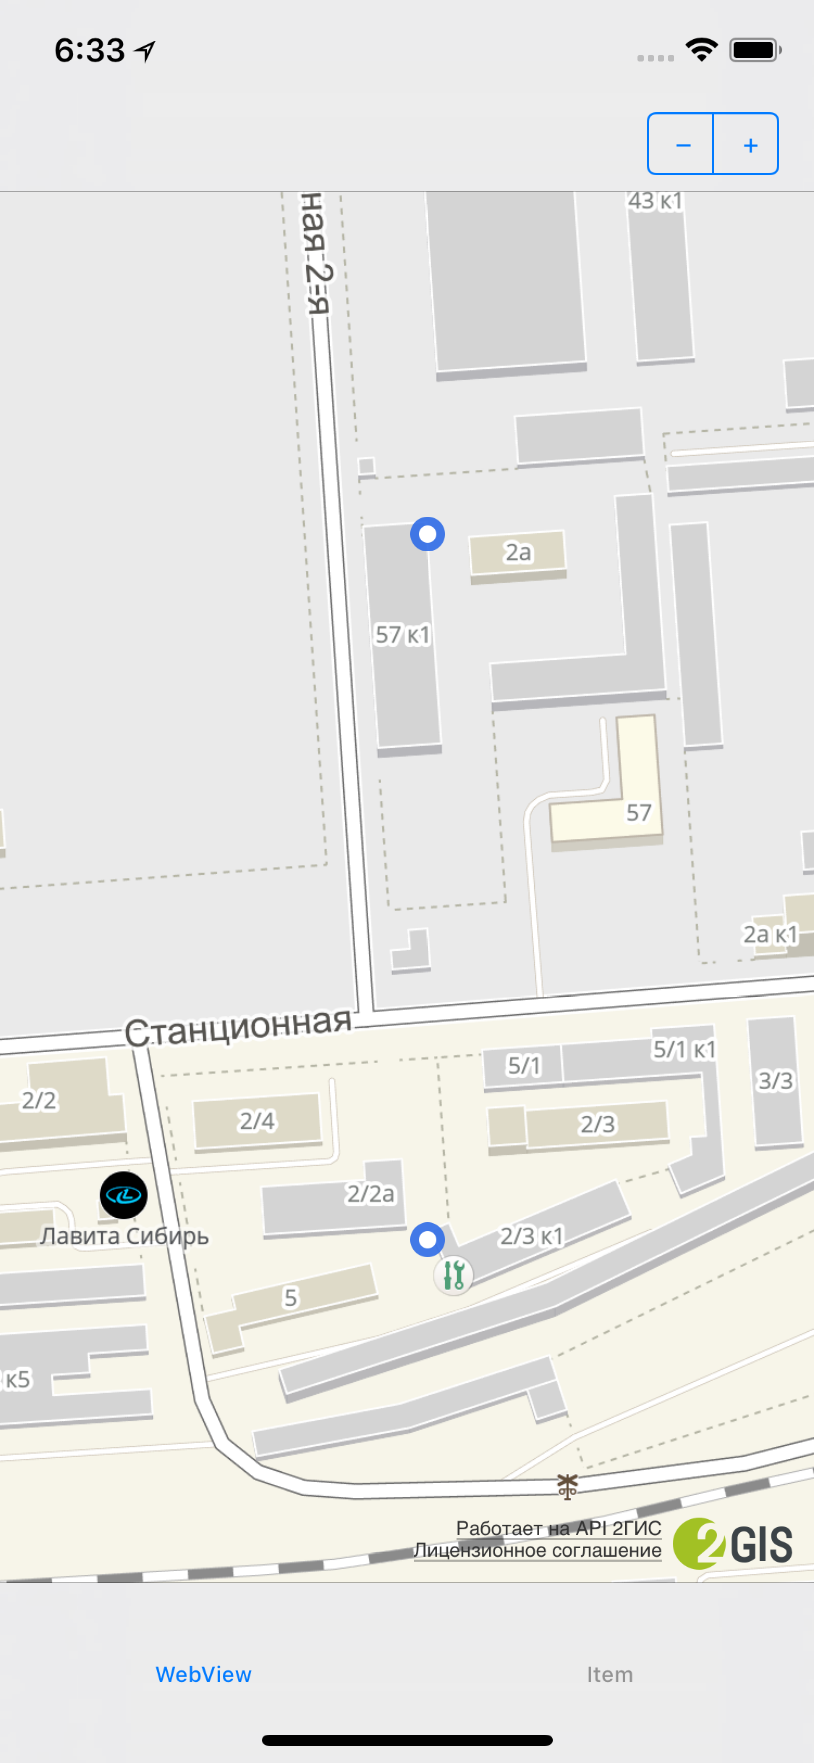 6:33
− +
ная 2-я
43 к1
2а
57 к1
57
2а к1
Станционная
5/1
5/1 к1
3/3
2/2
2/4
2/3
2/2а
Лавита Сибирь
2/3 к1
5
к5
Работает на API 2ГИС
Лицензионное соглашение
2GIS
WebView
Item